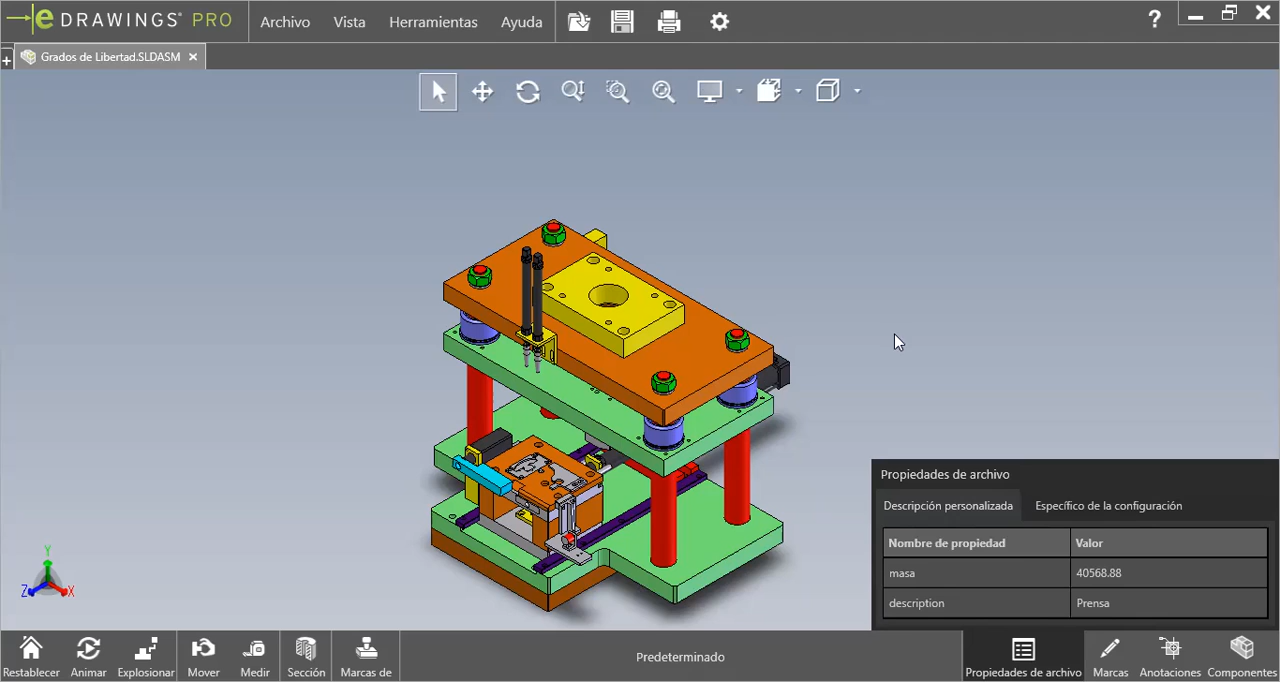 eDRAWINGS® PRO
Archivo Vista Herramientas Ayuda
?
+ Grados de Libertad.SLDASM
Propiedades de archivo
Descripción personalizada Específico de la configuración
Nombre de propiedad Valor
masa 40568.88
description Prensa
Y
Z X
Restablecer Animar Explosionar Mover Medir Sección Marcas de
Predeterminado
Propiedades de archivo Marcas Anotaciones Componentes